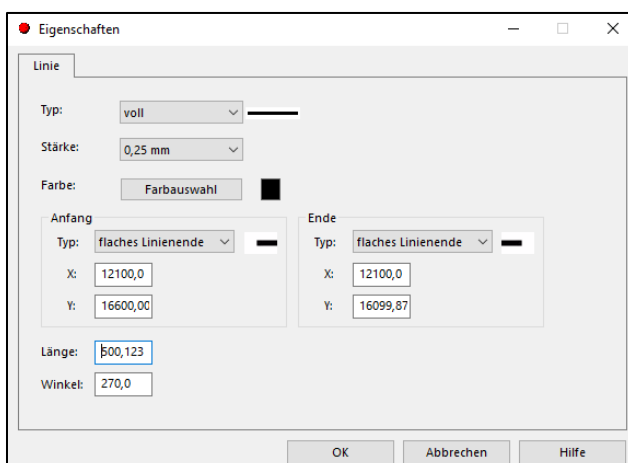 Eigenschaften
Linie
Typ: voll
Stärke: 0,25 mm
Farbe: Farbauswahl
Anfang Ende
Typ: flaches Linienende Typ: flaches Linienende
X: 12100,0 X: 12100,0
Y: 16600,00 Y: 16099,87
Länge: 500,123
Winkel: 270,0
OK Abbrechen Hilfe